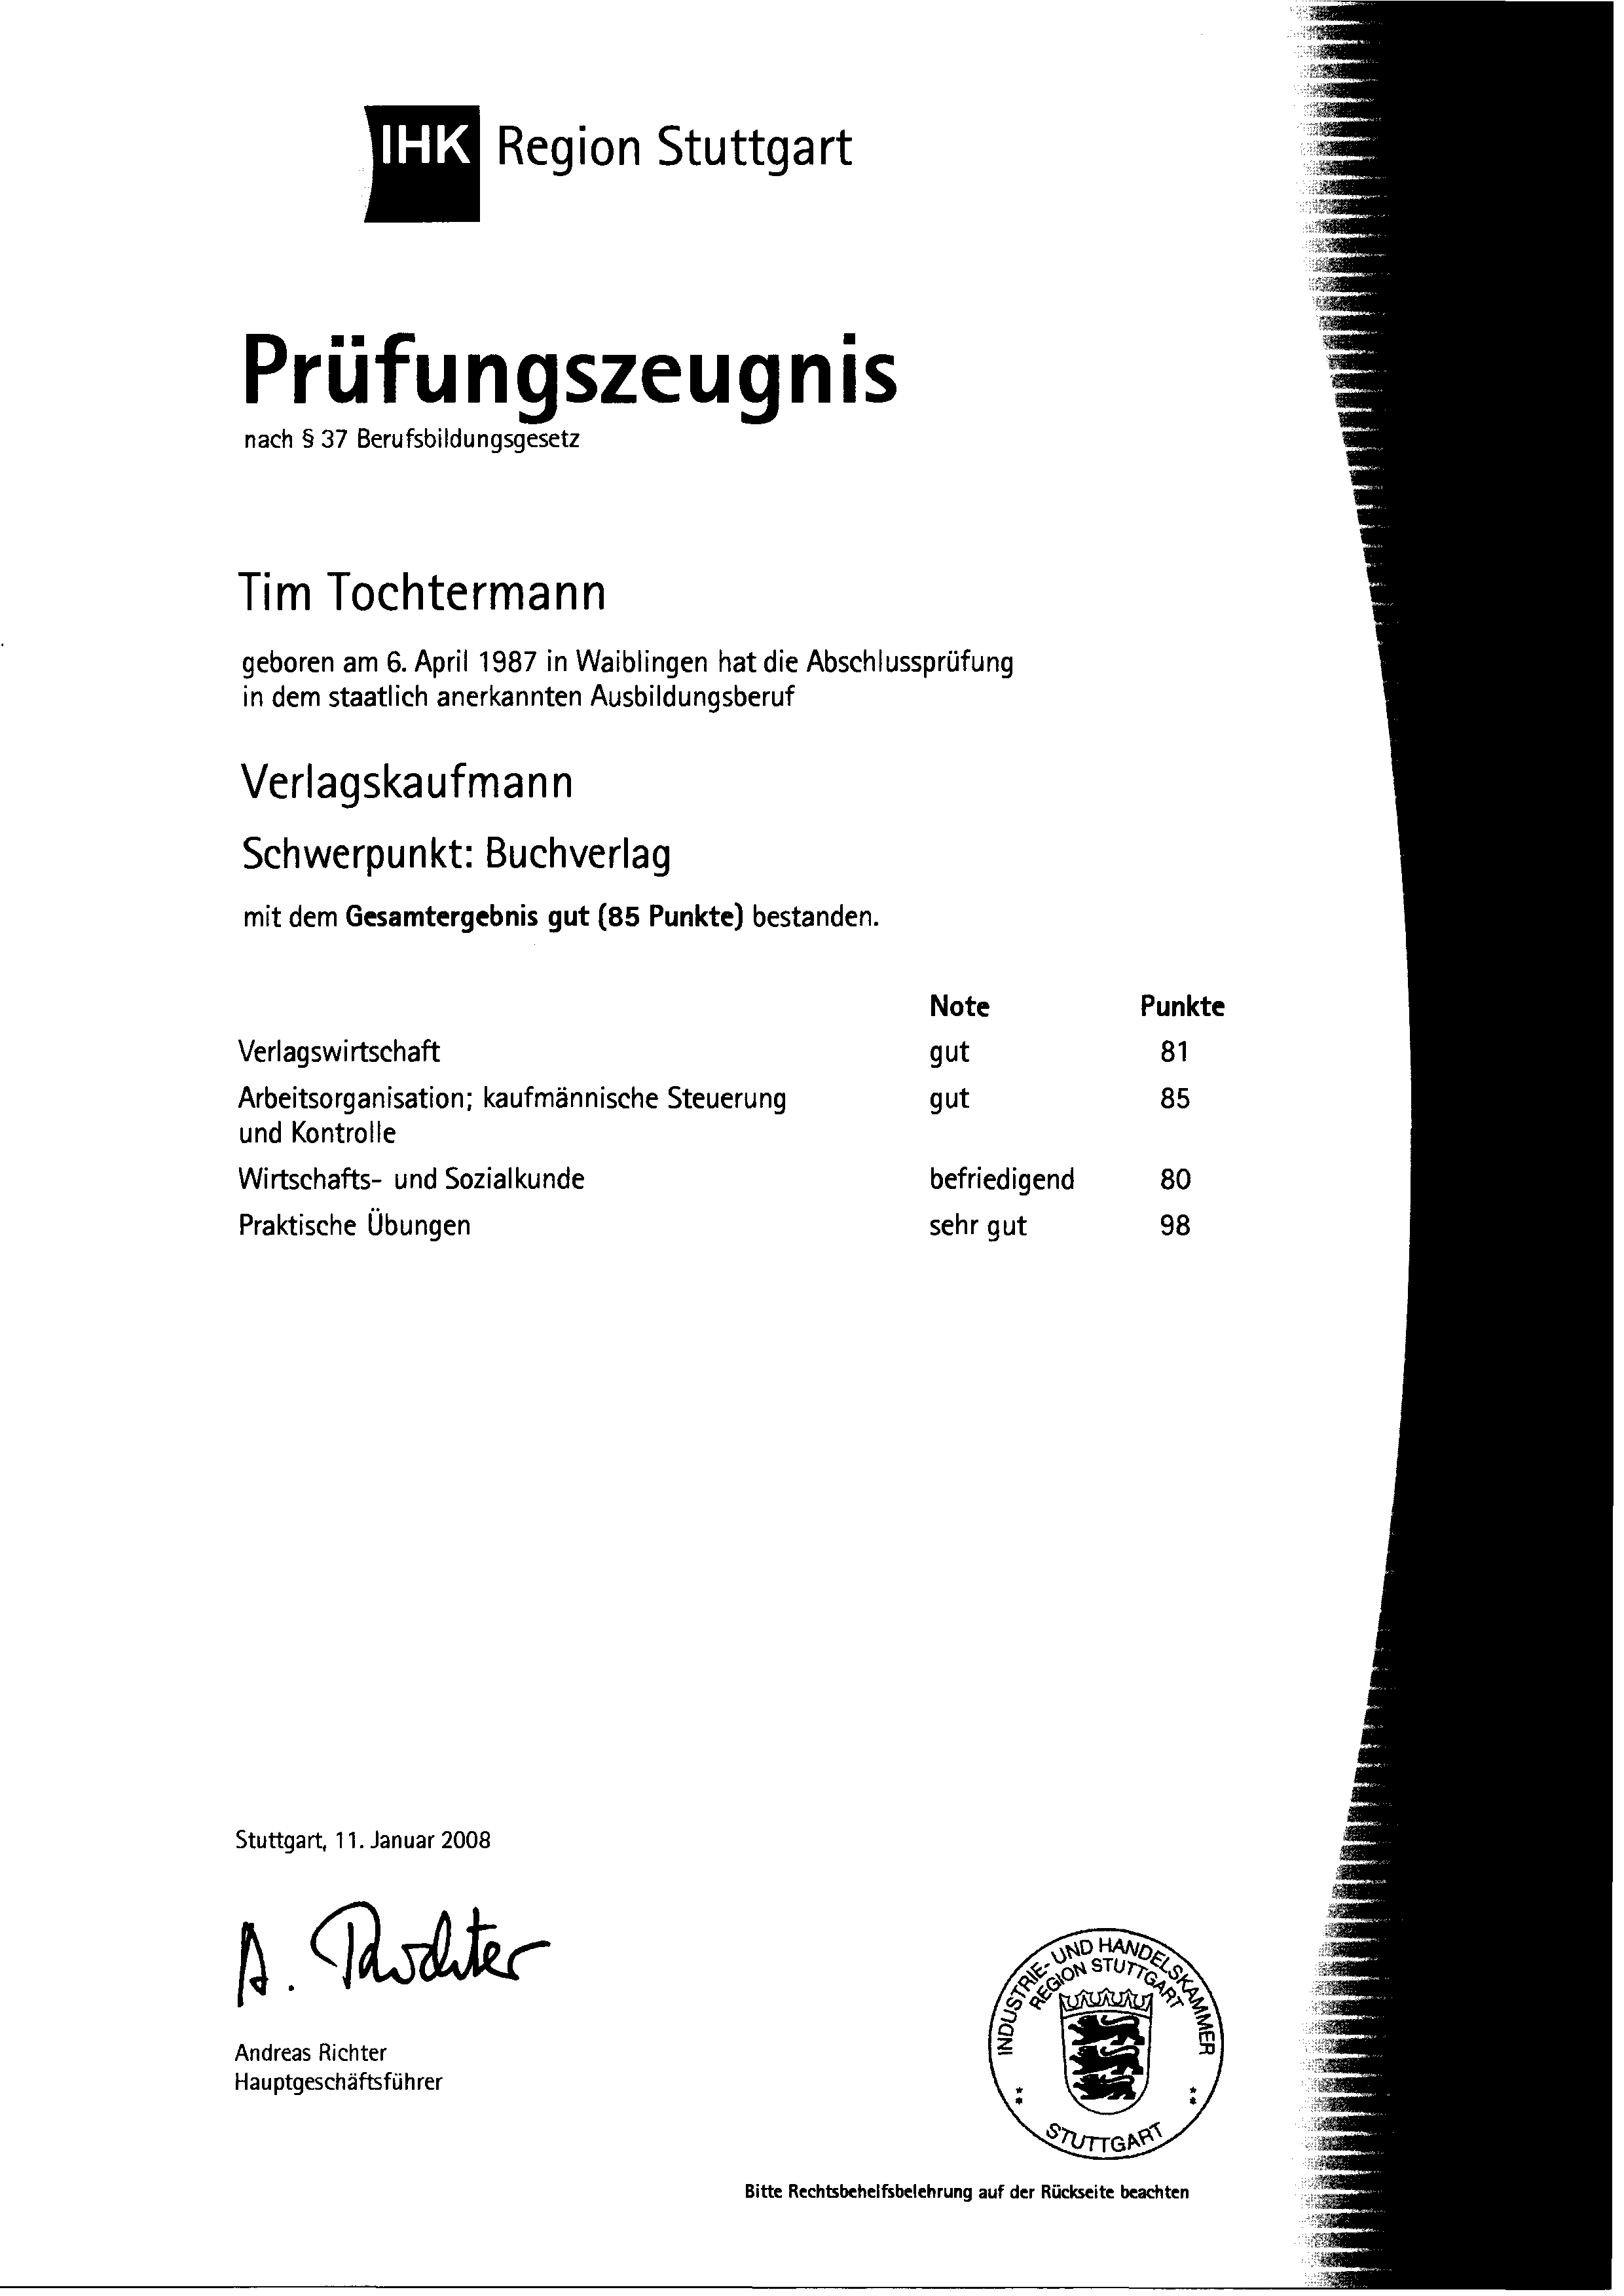 IHK Region Stuttgart
Prüfungszeugnis
nach § 37 Berufsbildungsgesetz
Tim Tochtermann
geboren am 6. April 1987 in Waiblingen hat die Abschlussprüfung
in dem staatlich anerkannten Ausbildungsberuf
Verlagskaufmann
Schwerpunkt: Buchverlag
mit dem Gesamtergebnis gut (85 Punkte) bestanden.
Note Punkte
Verlagswirtschaft gut 81
Arbeitsorganisation; kaufmännische Steuerung gut 85
und Kontrolle
Wirtschafts- und Sozialkunde befriedigend 80
Praktische Übungen sehr gut 98
Stuttgart, 11. Januar 2008
A. Richter
Andreas Richter
Hauptgeschäftsführer
INDUSTRIE- UND HANDELSKAMMER
REGION STUTTGART
STUTTGART
Bitte Rechtsbehelfsbelehrung auf der Rückseite beachten